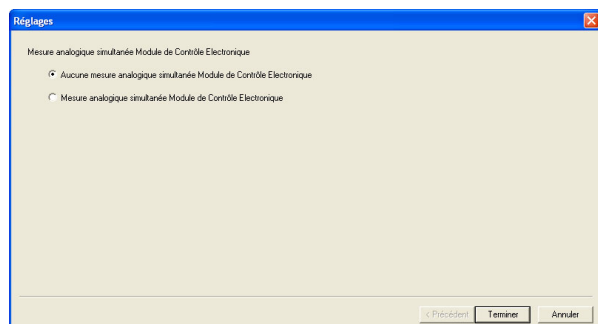 Réglages
Mesure analogique simultanée Module de Contrôle Electronique
Aucune mesure analogique simultanée Module de Contrôle Electronique
Mesure analogique simultanée Module de Contrôle Electronique
< Précédent
Terminer
Annuler